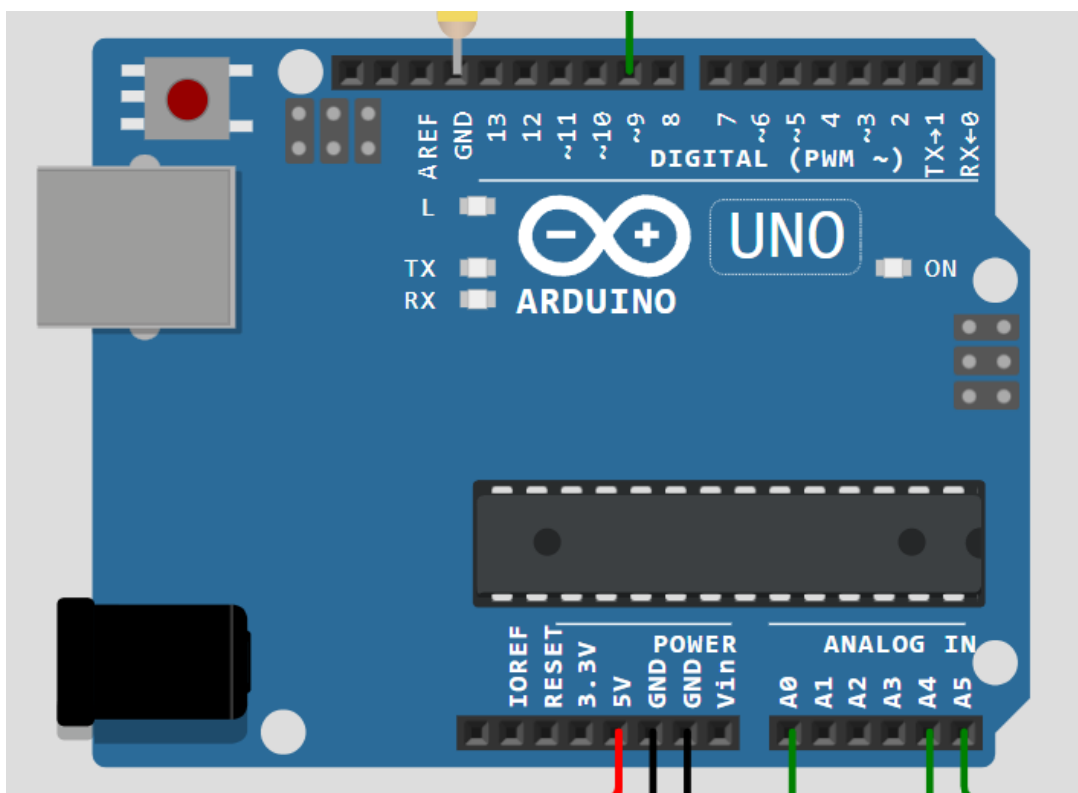 AREF GND 13 12 ~11 ~10 ~9 8 7 ~6 ~5 4 ~3 2 TX→1 RX←0
DIGITAL (PWM ~)
L
UNO
TX
ON
RX
ARDUINO
POWER
ANALOG IN
IOREF RESET 3.3V 5V GND GND Vin A0 A1 A2 A3 A4 A5